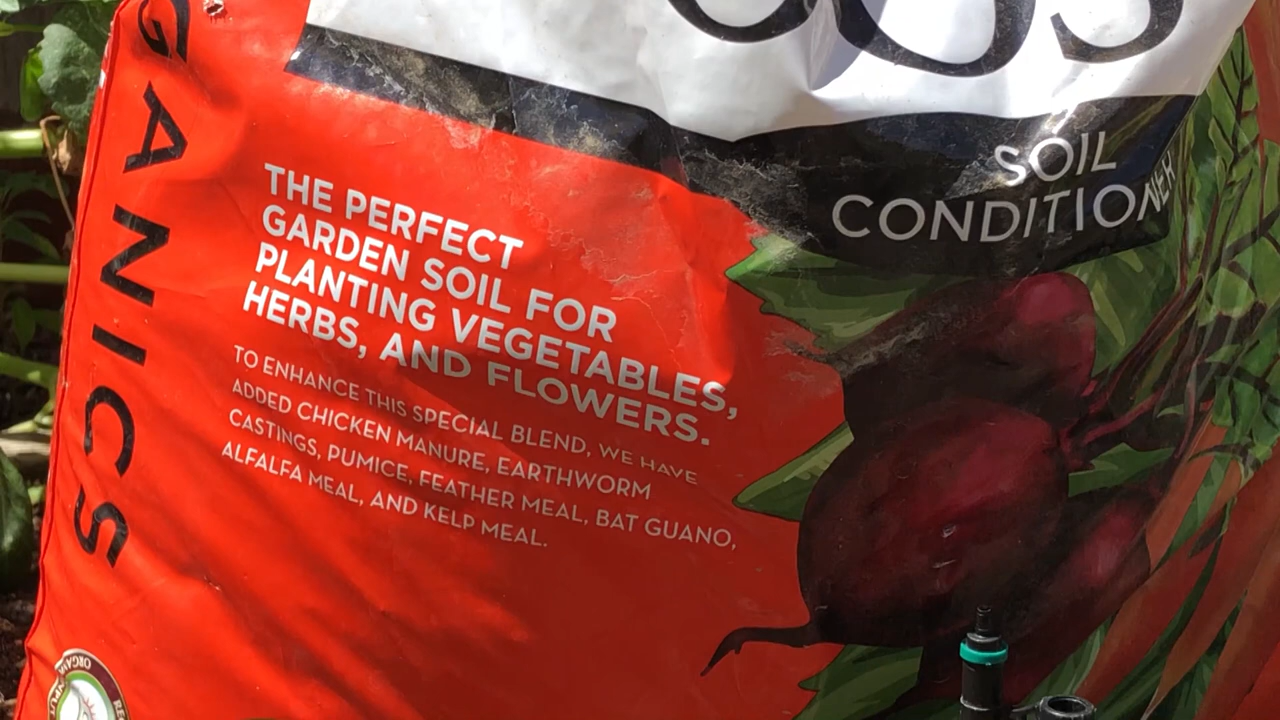 GANICS
SOIL
CONDITIONER
THE PERFECT
GARDEN SOIL FOR
PLANTING VEGETABLES,
HERBS, AND FLOWERS.
TO ENHANCE THIS SPECIAL BLEND, WE HAVE
ADDED CHICKEN MANURE, EARTHWORM
CASTINGS, PUMICE, FEATHER MEAL, BAT GUANO,
ALFALFA MEAL, AND KELP MEAL.